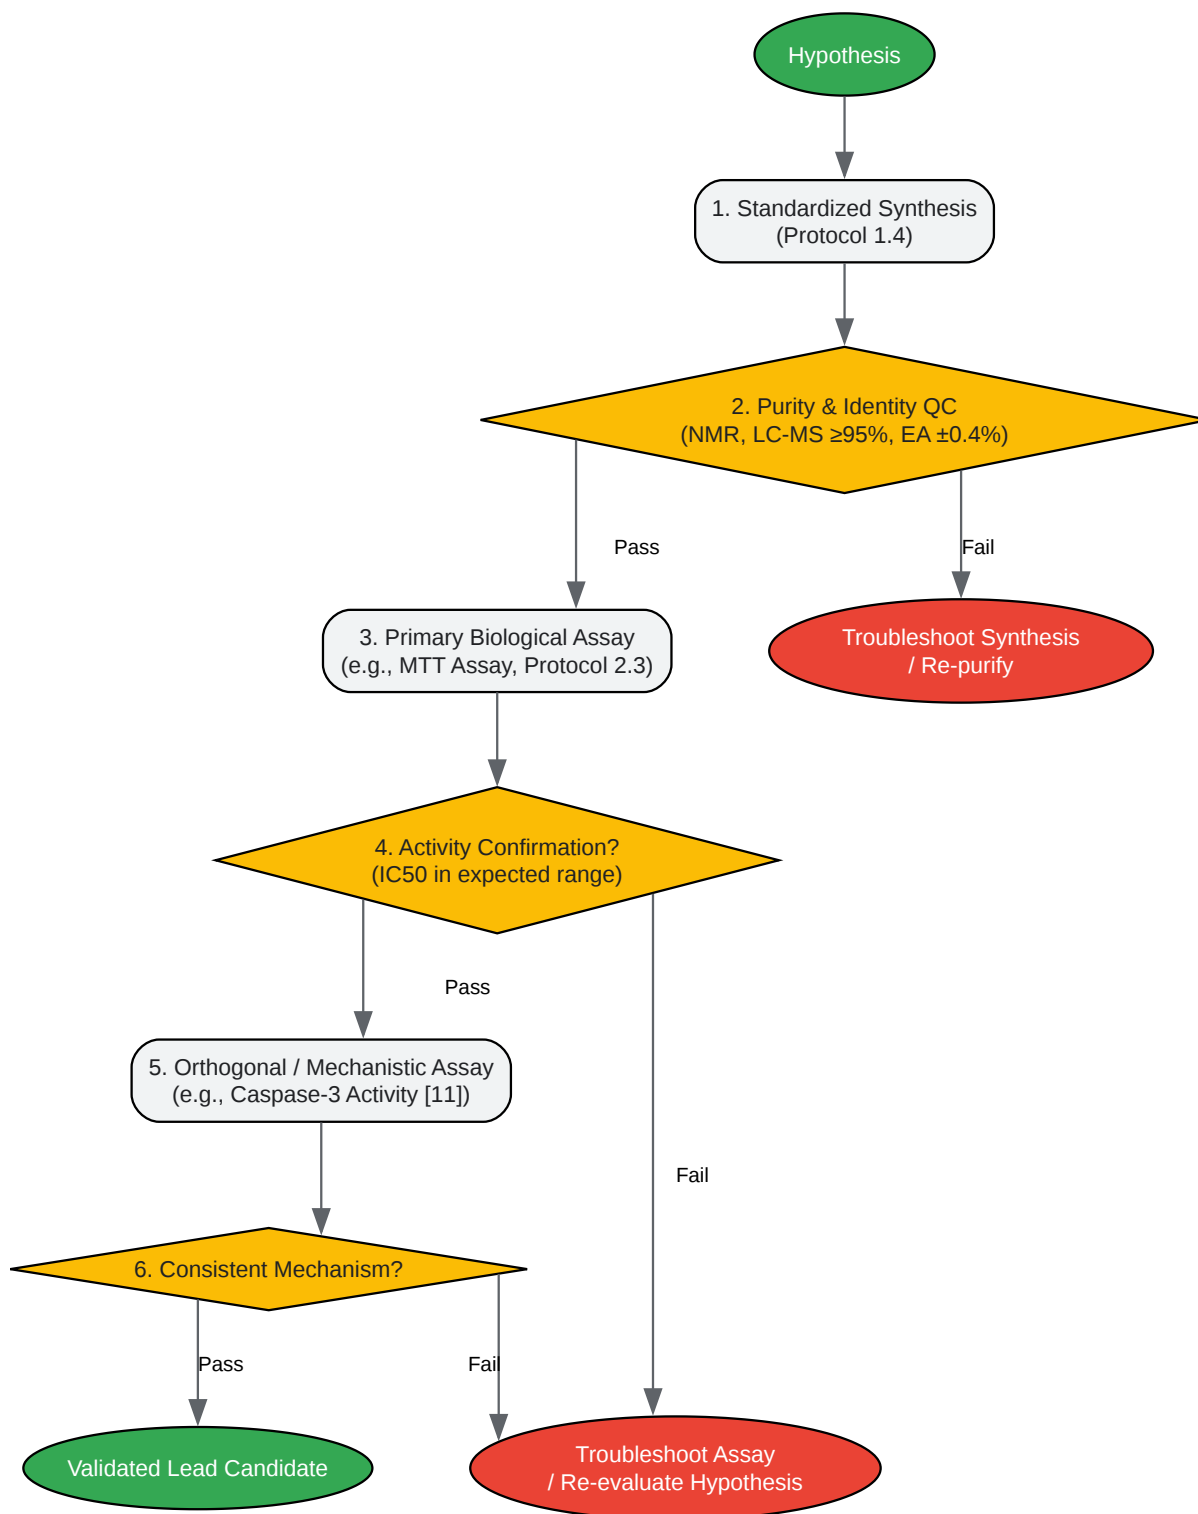 Hypothesis
1. Standardized Synthesis
(Protocol 1.4)
2. Purity & Identity QC
(NMR, LC-MS ≥95%, EA ±0.4%)
Pass
Fail
3. Primary Biological Assay
(e.g., MTT Assay, Protocol 2.3)
Troubleshoot Synthesis
/ Re-purify
4. Activity Confirmation?
(IC50 in expected range)
Pass
5. Orthogonal / Mechanistic Assay
(e.g., Caspase-3 Activity [11])
Fail
6. Consistent Mechanism?
Pass
Fail
Validated Lead Candidate
Troubleshoot Assay
/ Re-evaluate Hypothesis